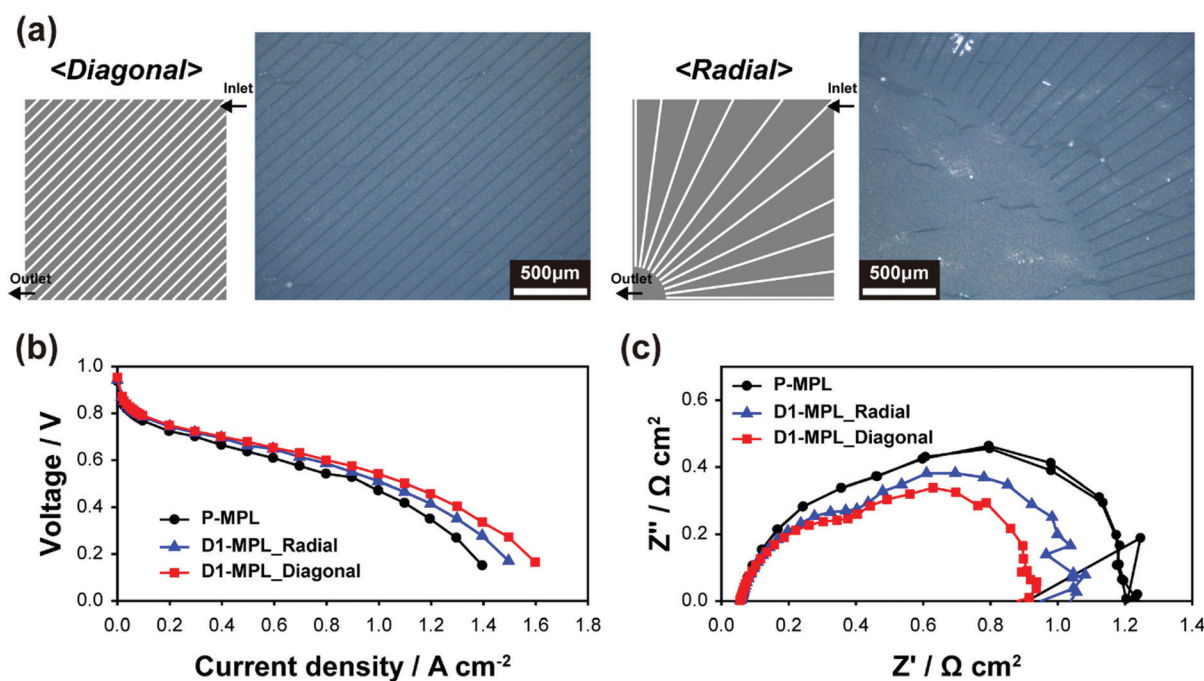 (a)
<Diagonal>
Inlet
Outlet
500μm
<Radial>
Inlet
Outlet
500μm
(b)
Voltage / V
1.0
0.8
0.6
0.4
0.2
0.0
P-MPL
D1-MPL_Radial
D1-MPL_Diagonal
0.0 0.2 0.4 0.6 0.8 1.0 1.2 1.4 1.6 1.8
Current density / A cm⁻²
(c)
Z'' / Ω cm²
0.6
0.4
0.2
0.0
P-MPL
D1-MPL_Radial
D1-MPL_Diagonal
0.0 0.2 0.4 0.6 0.8 1.0 1.2 1.4
Z' / Ω cm²